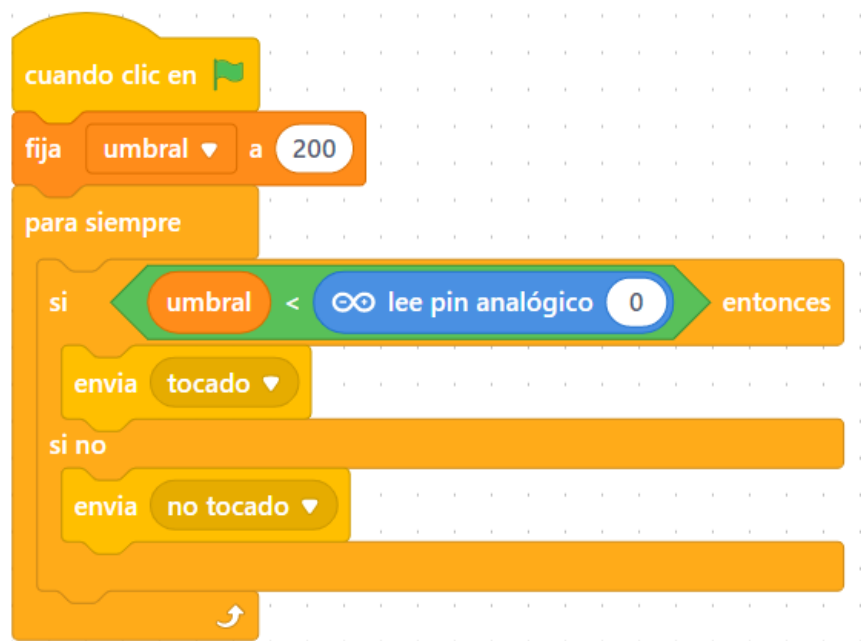 cuando clic en
fija umbral a 200
para siempre
si umbral < lee pin analógico 0 entonces
envia tocado
si no
envia no tocado